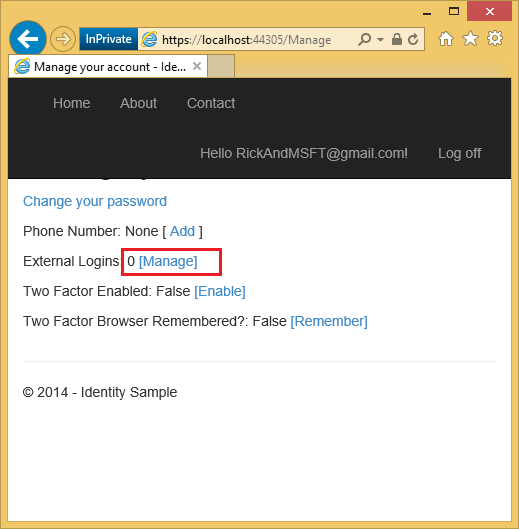 InPrivate https://localhost:44305/Manage
Manage your account - Ide...
Home About Contact
Hello RickAndMSFT@gmail.com! Log off
Change your password
Phone Number: None [ Add ]
External Logins: 0 [Manage]
Two Factor Enabled: False [Enable]
Two Factor Browser Remembered?: False [Remember]
© 2014 - Identity Sample